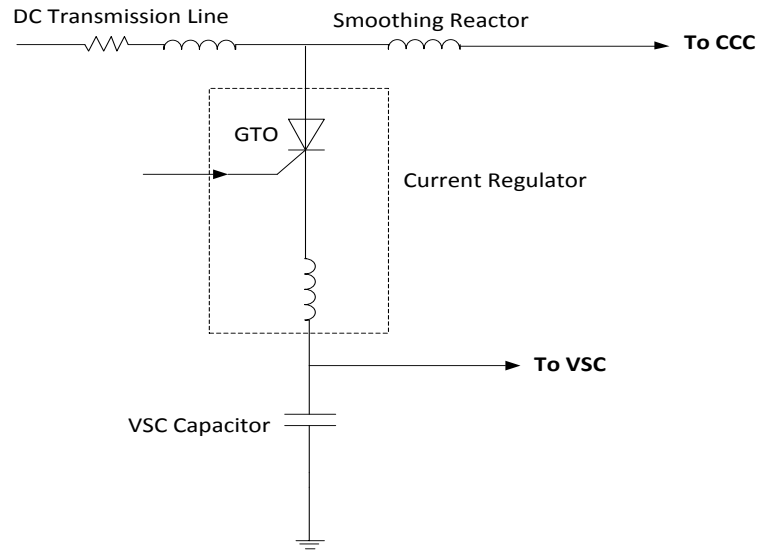 DC Transmission Line
Smoothing Reactor
To CCC
GTO
Current Regulator
To VSC
VSC Capacitor